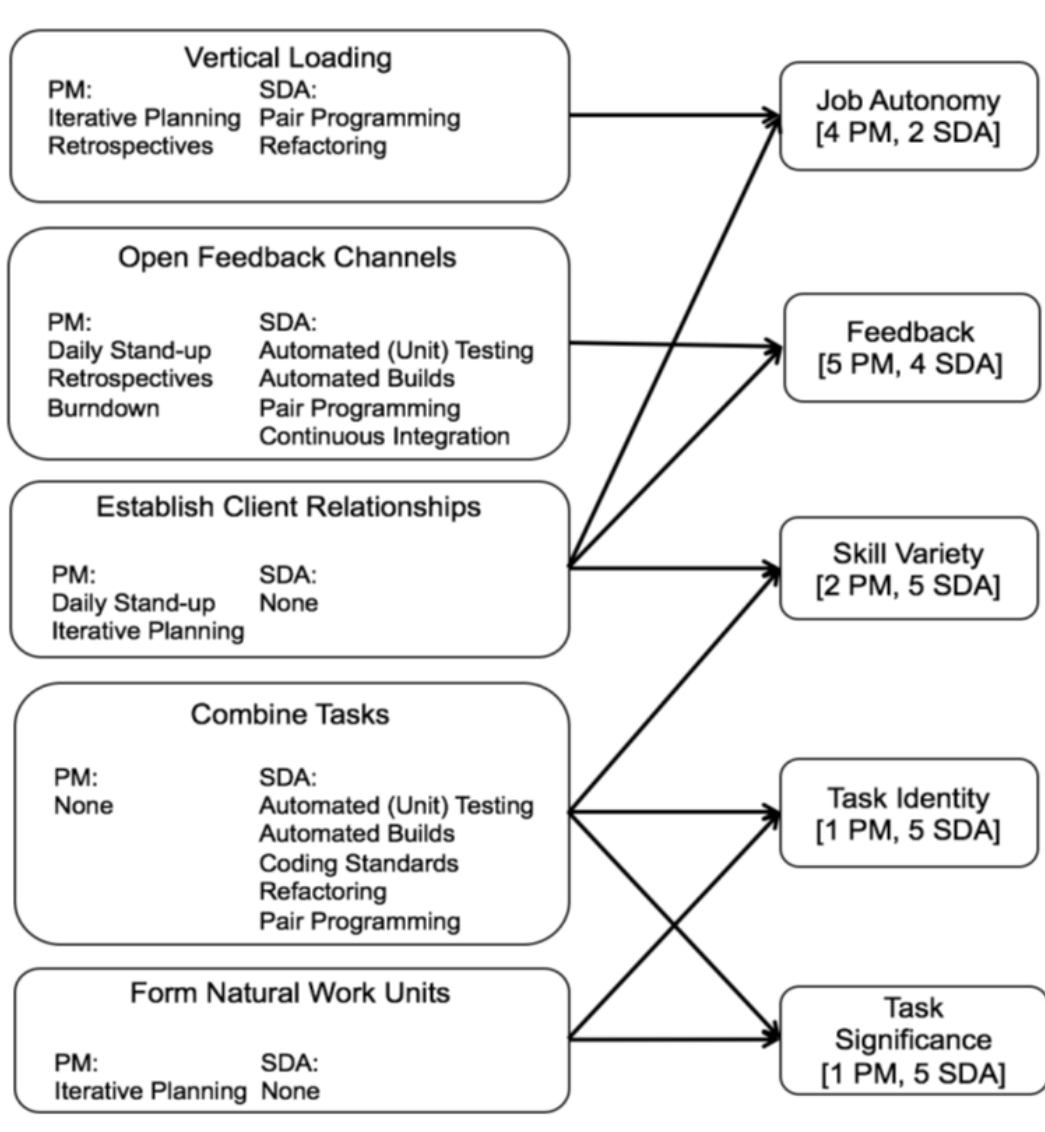 Vertical Loading
PM:
Iterative Planning
Retrospectives
SDA:
Pair Programming
Refactoring
Open Feedback Channels
PM:
Daily Stand-up
Retrospectives
Burndown
SDA:
Automated (Unit) Testing
Automated Builds
Pair Programming
Continuous Integration
Establish Client Relationships
PM:
Daily Stand-up
Iterative Planning
SDA:
None
Combine Tasks
PM:
None
SDA:
Automated (Unit) Testing
Automated Builds
Coding Standards
Refactoring
Pair Programming
Form Natural Work Units
PM:
Iterative Planning
SDA:
None
Job Autonomy
[4 PM, 2 SDA]
Feedback
[5 PM, 4 SDA]
Skill Variety
[2 PM, 5 SDA]
Task Identity
[1 PM, 5 SDA]
Task
Significance
[1 PM, 5 SDA]